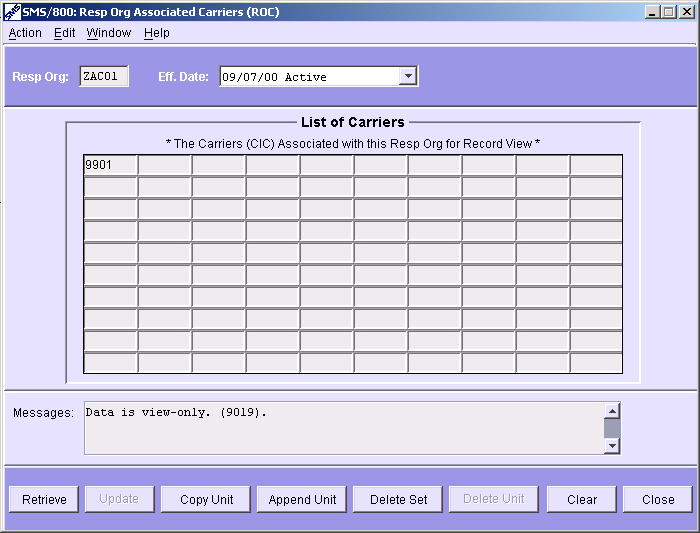 SMS SMS/800: Resp Org Associated Carriers (ROC)
Action Edit Window Help
Resp Org: ZAC01 Eff. Date: 09/07/00 Active
List of Carriers
* The Carriers (CIC) Associated with this Resp Org for Record View *
9901
Messages: Data is view-only. (9019).
Retrieve Update Copy Unit Append Unit Delete Set Delete Unit Clear Close